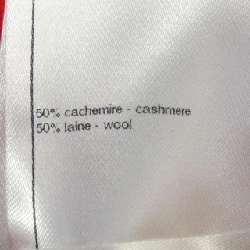 50% cachemire - cashmere
50% laine - wool